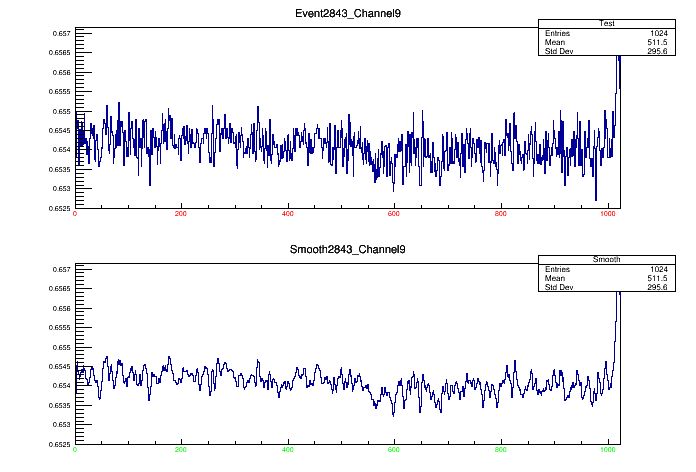 Event2843_Channel9
Test
Entries 1024
Mean 511.5
Std Dev 295.6
0.657
0.6565
0.656
0.6555
0.655
0.6545
0.654
0.6535
0.653
0.6525
0 200 400 600 800 1000
Smooth2843_Channel9
Smooth
Entries 1024
Mean 511.5
Std Dev 295.6
0.657
0.6565
0.656
0.6555
0.655
0.6545
0.654
0.6535
0.653
0.6525
0 200 400 600 800 1000